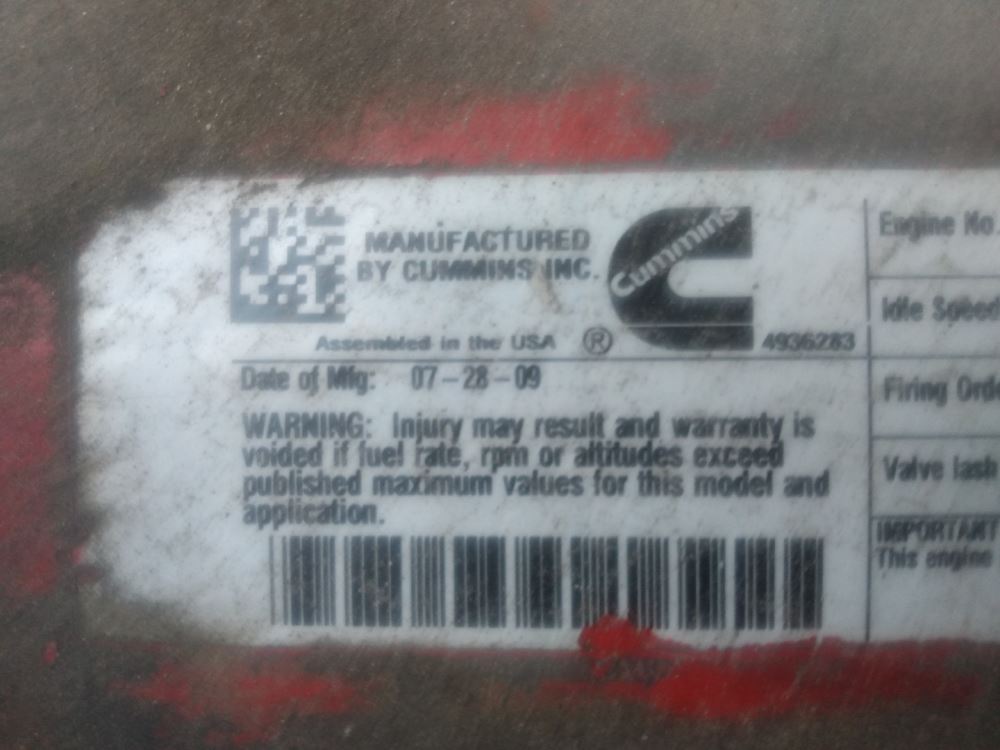 MANUFACTURED
BY CUMMINS INC.
Cummins
Assembled in the USA ®
4936283
Date of Mfg: 07-28-09
WARNING: Injury may result and warranty is
voided if fuel rate, rpm or altitudes exceed
published maximum values for this model and
application.
Engine No.
Idle Speed
Firing Orde
Valve lash
IMPORTANT
This engine